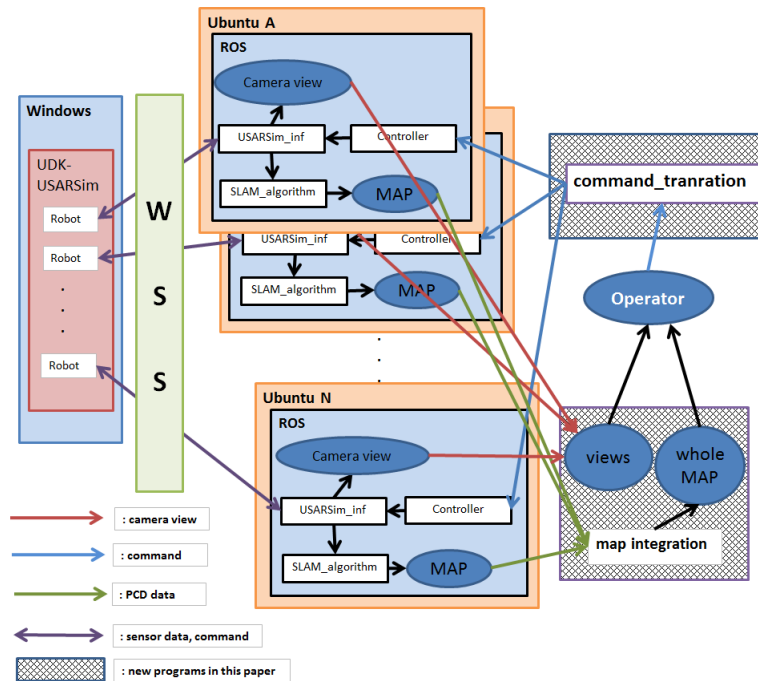 Ubuntu A
ROS
Camera view
USARSim_inf
Controller
SLAM_algorithm
MAP
Windows
UDK-
USARSim
Robot
Robot
.
.
.
Robot
W
S
S
USARSim_inf
Controller
SLAM_algorithm
MAP
.
.
.
Ubuntu N
ROS
Camera view
USARSim_inf
Controller
SLAM_algorithm
MAP
command_tranration
Operator
views
whole
MAP
map integration
: camera view
: command
: PCD data
: sensor data, command
: new programs in this paper